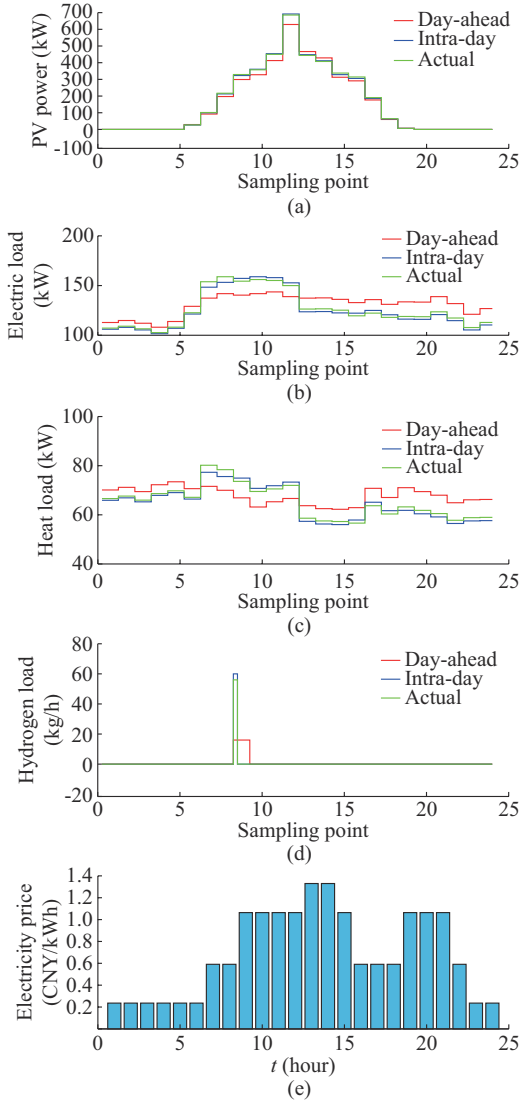 PV power (kW)
700
600
500
400
300
200
100
0
-100
Day-ahead
Intra-day
Actual
0 5 10 15 20 25
Sampling point
(a)
Electric load
(kW)
200
150
100
Day-ahead
Intra-day
Actual
0 5 10 15 20 25
Sampling point
(b)
Heat load (kW)
100
80
60
40
Day-ahead
Intra-day
Actual
0 5 10 15 20 25
Sampling point
(c)
Hydrogen load
(kg/h)
80
60
40
20
0
-20
Day-ahead
Intra-day
Actual
0 5 10 15 20 25
Sampling point
(d)
Electricity price
(CNY/kWh)
1.4
1.0
0.8
0.6
0.2
0 5 10 15 20 25
t (hour)
(e)